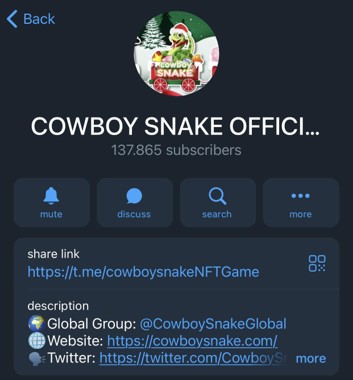 Back
COWBOY
SNAKE
COWBOY SNAKE OFFICI...
137.865 subscribers
mute discuss search more
share link
https://t.me/cowboysnakeNFTGame
description
Global Group: @CowboySnakeGlobal
Website: https://cowboysnake.com/
Twitter: https://twitter.com/CowboyS more